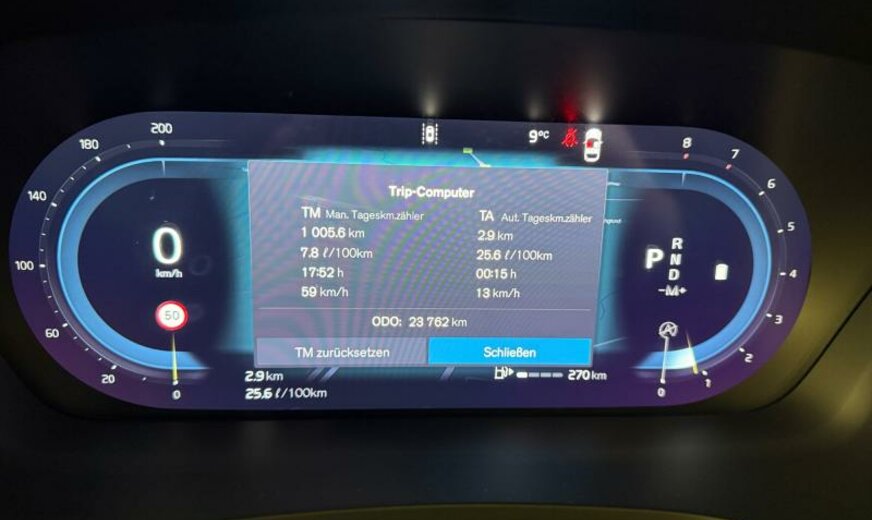 200
180
140
100
60
20
0
9°C
8
7
6
5
4
3
2
1
0
0
km/h
50
Trip-Computer
TM Man. Tageskm.zähler TA Aut. Tageskm.zähler
1 005.6 km 2.9 km
7.8 ℓ/100km 25.6 ℓ/100km
17:52 h 00:15 h
59 km/h 13 km/h
ODO: 23 762 km
TM zurücksetzen Schließen
P R
N
D
-M+
A
2.9 km 270 km
25.6 ℓ/100km